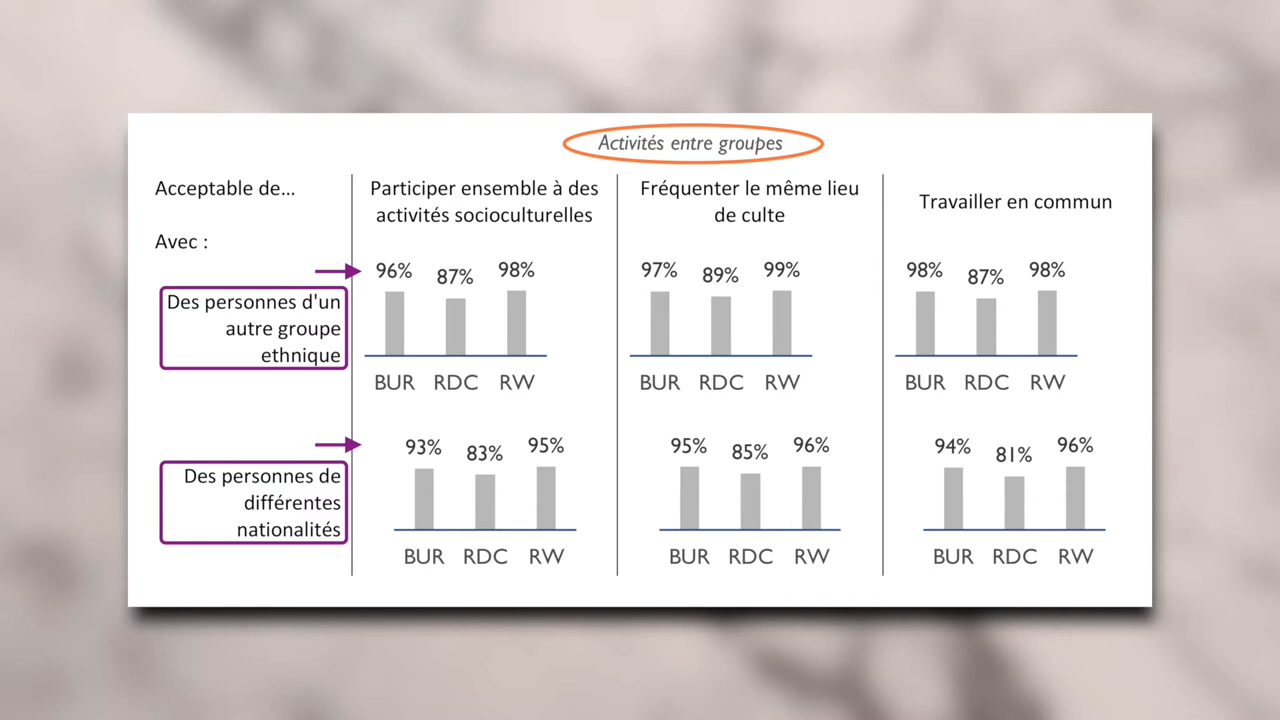 Activités entre groupes
Acceptable de...
Avec :
Participer ensemble à des
activités socioculturelles
Fréquenter le même lieu
de culte
Travailler en commun
Des personnes d'un
autre groupe
ethnique
96% 87% 98%
BUR RDC RW
97% 89% 99%
BUR RDC RW
98% 87% 98%
BUR RDC RW
Des personnes de
différentes
nationalités
93% 83% 95%
BUR RDC RW
95% 85% 96%
BUR RDC RW
94% 81% 96%
BUR RDC RW